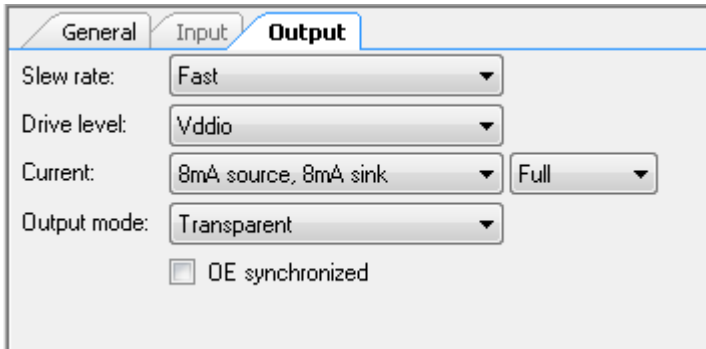 General Input Output
Slew rate: Fast
Drive level: Vddio
Current: 8mA source, 8mA sink Full
Output mode: Transparent
OE synchronized